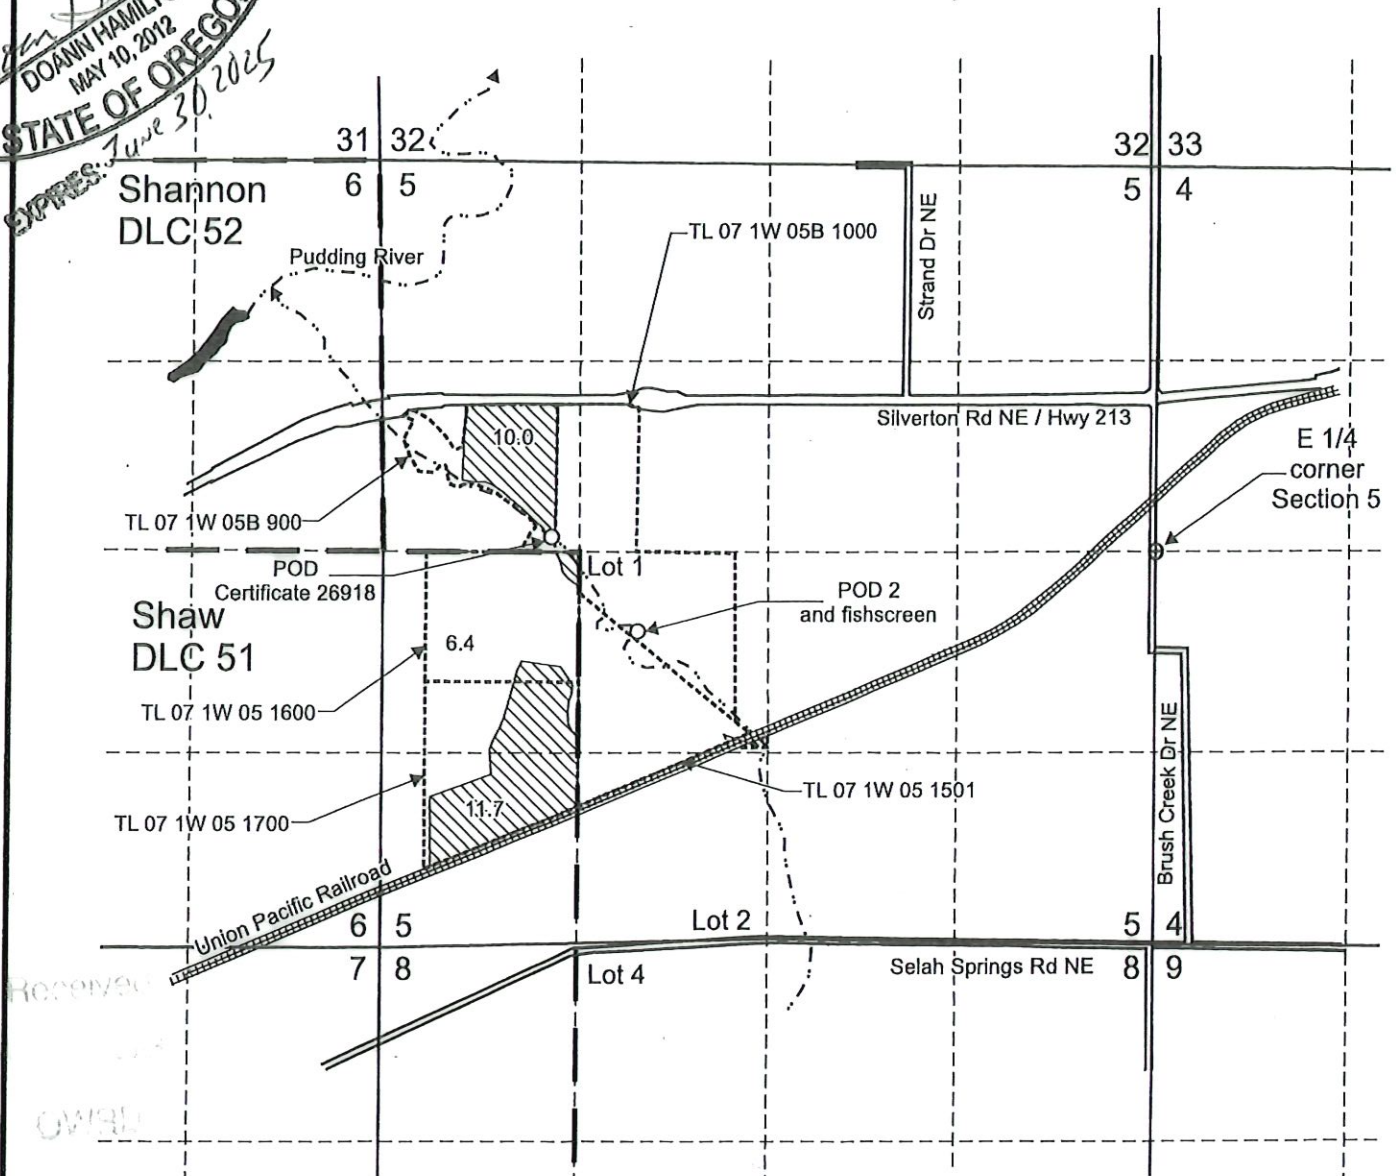 DOANN HAMILT
MAY 10, 2012
STATE OF OREGO
EXPIRES: June 30, 2025
31 32
6 5
32 33
5 4
Shannon
DLC 52
Pudding River
TL 07 1W 05B 1000
Strand Dr NE
Silverton Rd NE / Hwy 213
10.0
E 1/4
corner
Section 5
TL 07 1W 05B 900
POD
Certificate 26918
Lot 1
POD 2
and fishscreen
Shaw
DLC 51
6.4
TL 07 1W 05 1600
TL 07 1W 05 1501
TL 07 1W 05 1700
11.7
Brush Creek Dr NE
Union Pacific Railroad
6 5
7 8
Lot 2
5 4
8 9
Lot 4
Selah Springs Rd NE
Received
OWRD